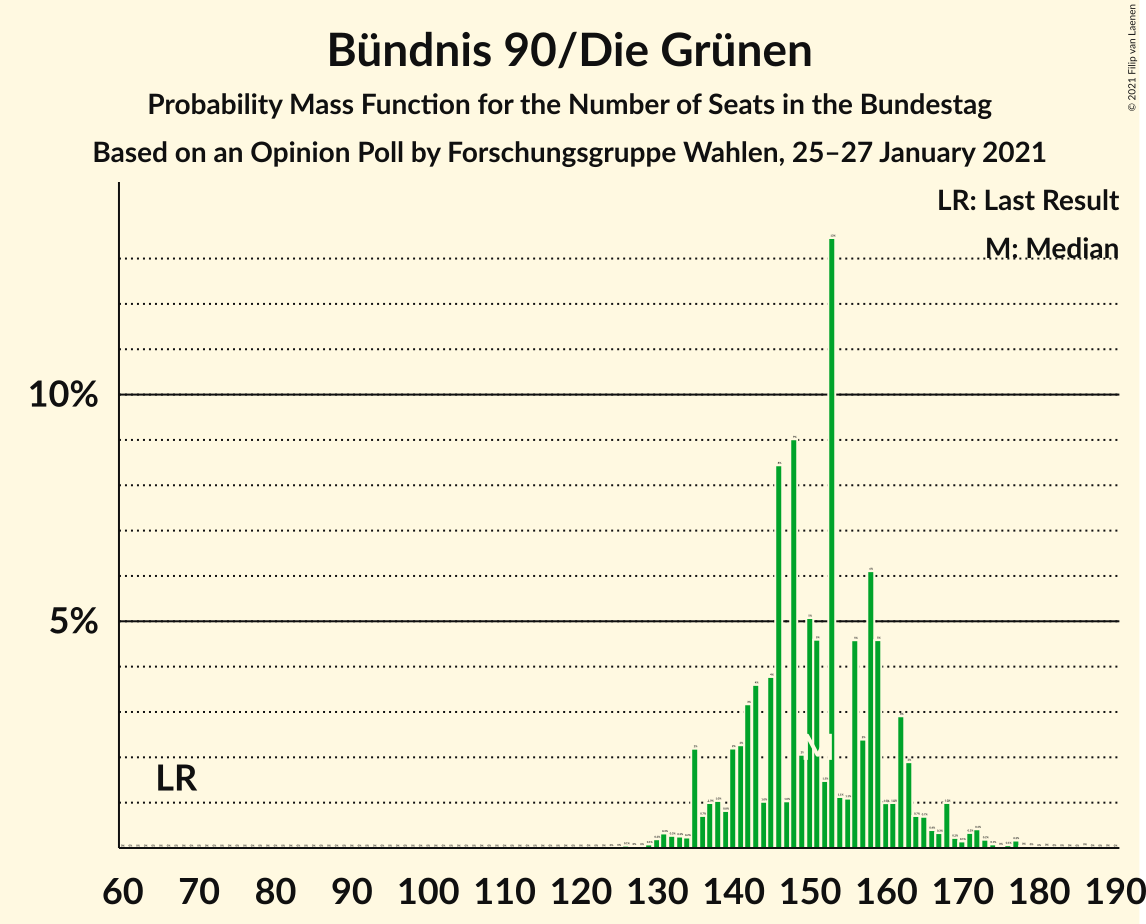 Bündnis 90/Die Grünen
Probability Mass Function for the Number of Seats in the Bundestag
Based on an Opinion Poll by Forschungsgruppe Wahlen, 25–27 January 2021
© 2021 Filip van Laenen
LR: Last Result
M: Median
10%
5%
LR
M
60 70 80 90 100 110 120 130 140 150 160 170 180 190